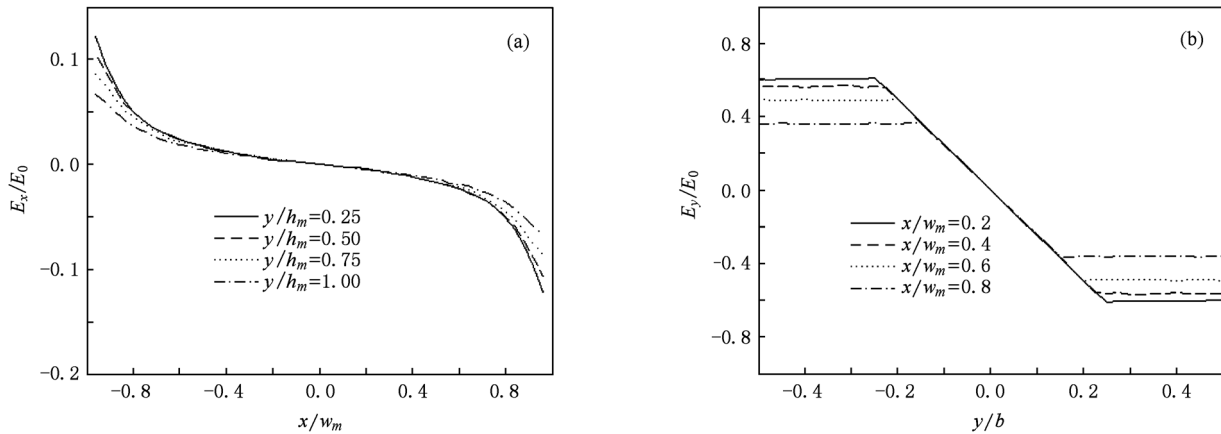 (a)
0.1
0.0
-0.1
-0.2
E_x/E_0
y/h_m=0.25
y/h_m=0.50
y/h_m=0.75
y/h_m=1.00
-0.8 -0.4 0.0 0.4 0.8
x/w_m
(b)
0.8
0.4
0.0
-0.4
-0.8
E_y/E_0
x/w_m=0.2
x/w_m=0.4
x/w_m=0.6
x/w_m=0.8
-0.4 -0.2 0.0 0.2 0.4
y/b